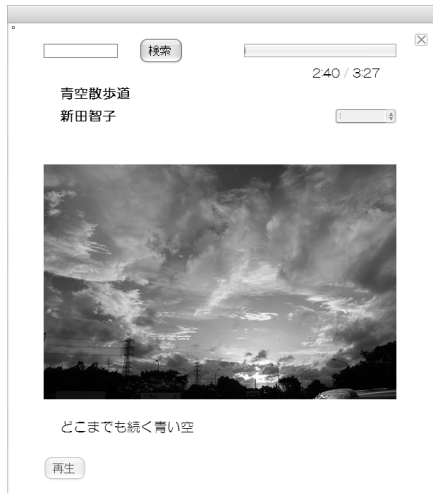 検索
2:40 / 3:27
青空散歩道
新田智子
1
どこまでも続く青い空
再生